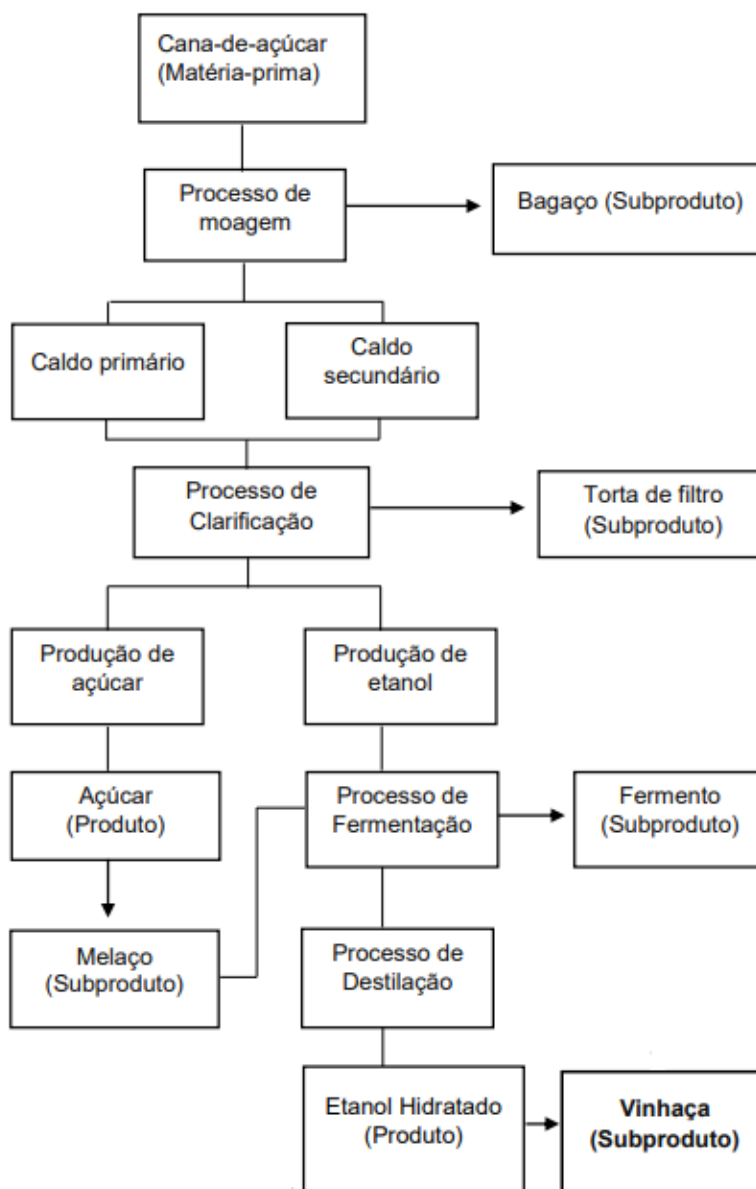 Cana-de-açúcar
(Matéria-prima)
Processo de
moagem
Bagaço (Subproduto)
Caldo primário
Caldo
secundário
Processo de
Clarificação
Torta de filtro
(Subproduto)
Produção de
açúcar
Produção de
etanol
Açúcar
(Produto)
Processo de
Fermentação
Fermento
(Subproduto)
Melaço
(Subproduto)
Processo de
Destilação
Etanol Hidratado
(Produto)
Vinhaça
(Subproduto)